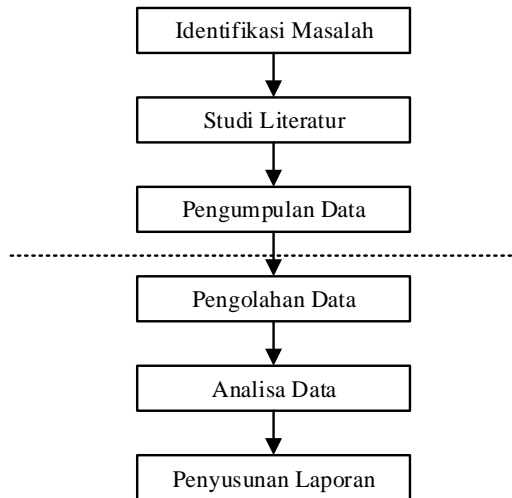 Identifikasi Masalah
Studi Literatur
Pengumpulan Data
Pengolahan Data
Analisa Data
Penyusunan Laporan